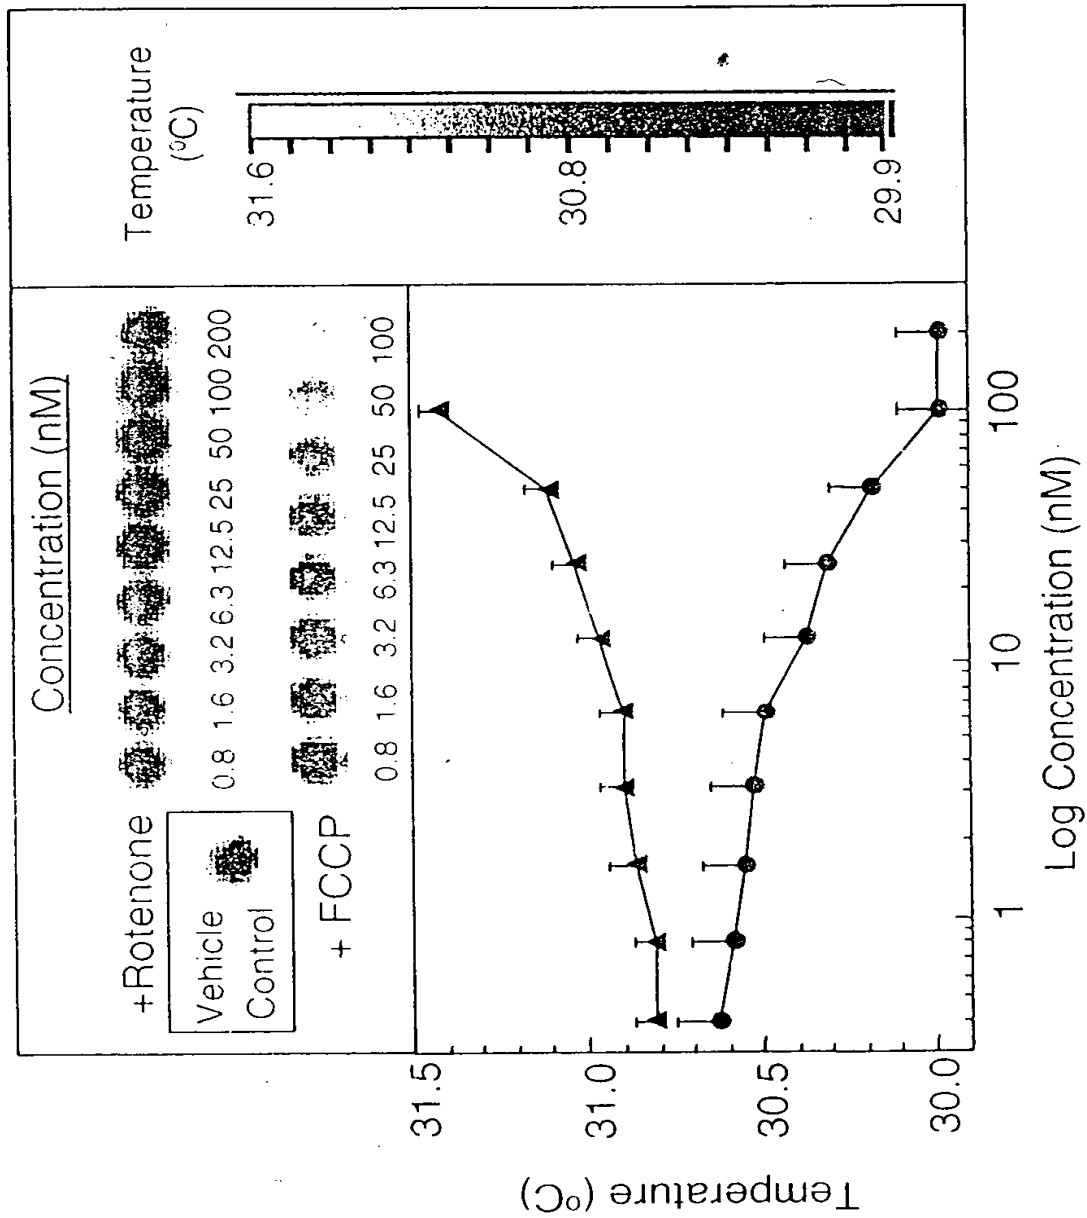 Concentration (nM)
+Rotenone
0.8 1.6 3.2 6.3 12.5 25 50 100 200
Vehicle
Control
+ FCCP
0.8 1.6 3.2 6.3 12.5 25 50 100
Temperature
(⁰C)
31.6
30.8
29.9
31.5
31.0
30.5
30.0
Temperature (⁰C)
1 10 100
Log Concentration (nM)